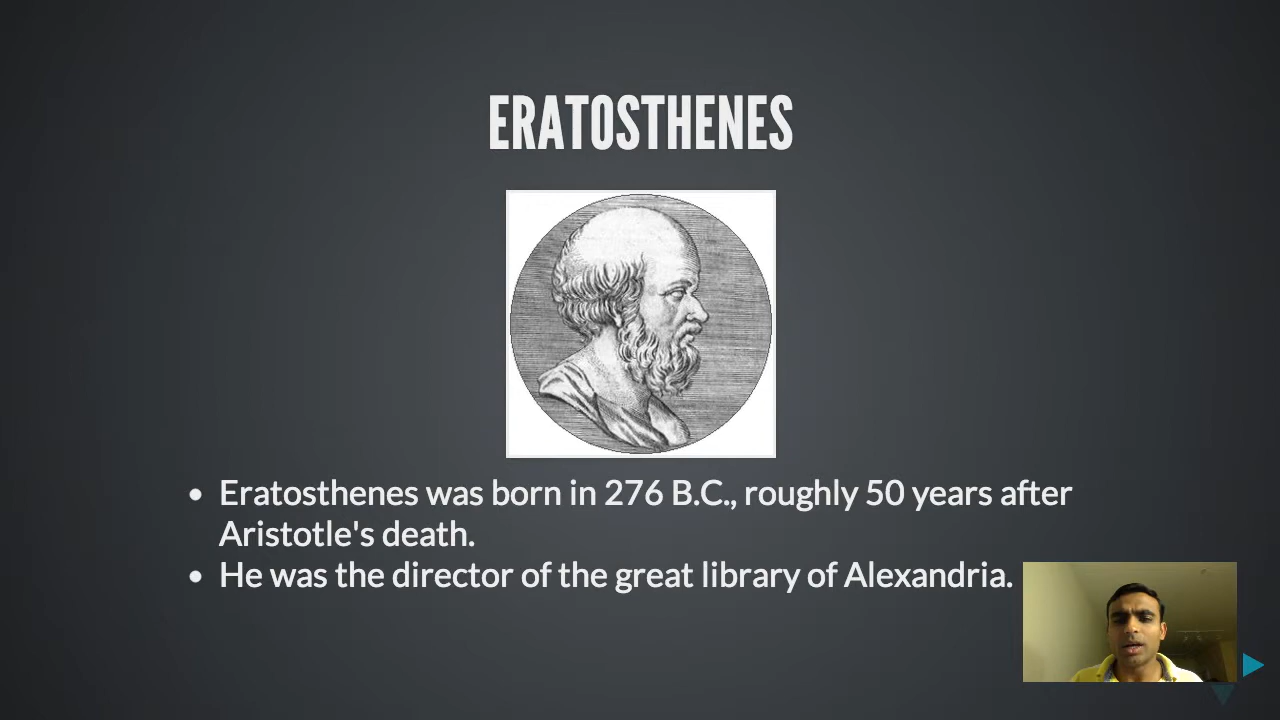 ERATOSTHENES
• Eratosthenes was born in 276 B.C., roughly 50 years after
Aristotle's death.
• He was the director of the great library of Alexandria.